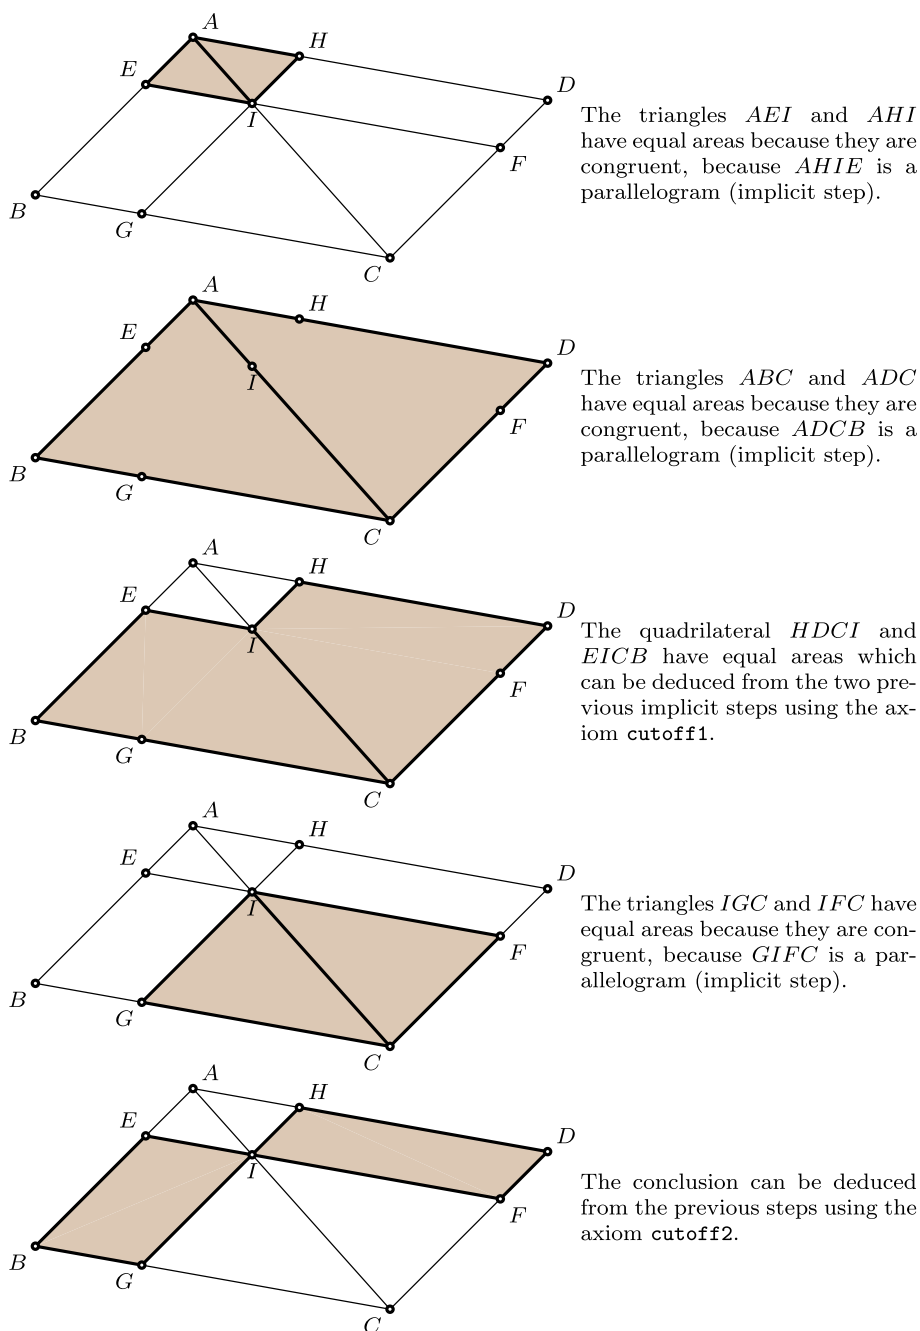 A
H
E
D
I
F
B
G
C
The triangles AEI and AHI
have equal areas because they are
congruent, because AHIE is a
parallelogram (implicit step).
A
H
E
D
I
F
B
G
C
The triangles ABC and ADC
have equal areas because they are
congruent, because ADCB is a
parallelogram (implicit step).
A
H
E
D
I
F
B
G
C
The quadrilateral HDCI and
EICB have equal areas which
can be deduced from the two pre-
vious implicit steps using the ax-
iom cutoff1.
A
H
E
D
I
F
B
G
C
The triangles IGC and IFC have
equal areas because they are con-
gruent, because GIFC is a par-
allelogram (implicit step).
A
H
E
D
I
F
B
G
C
The conclusion can be deduced
from the previous steps using the
axiom cutoff2.